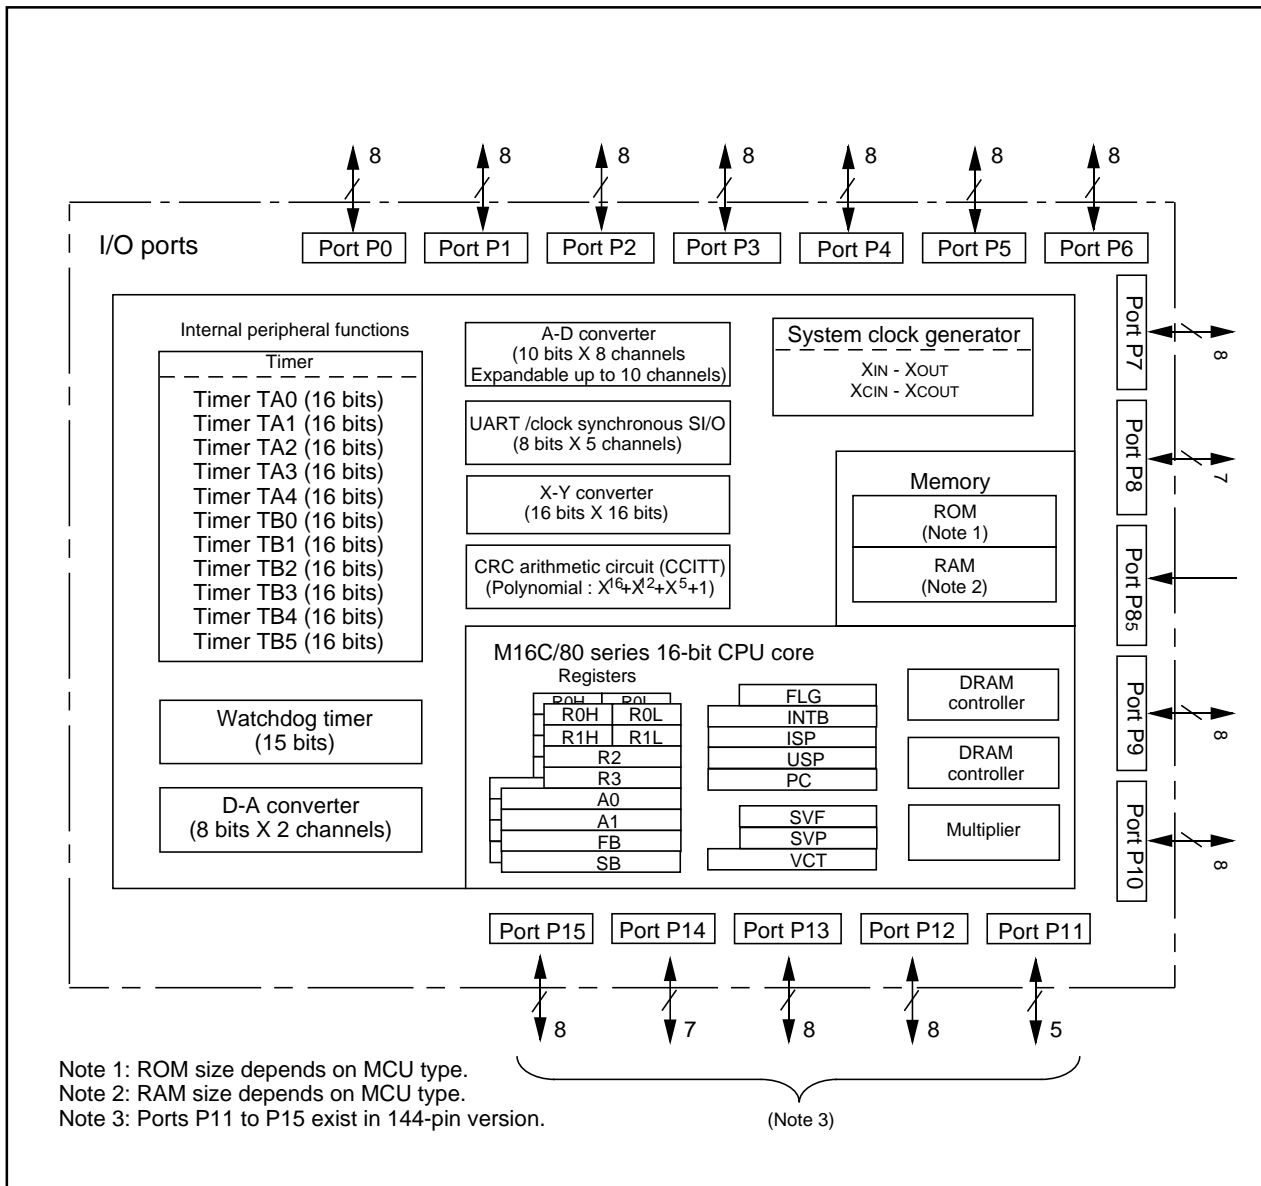 8 8 8 8 8 8 8
I/O ports
Port P0 Port P1 Port P2 Port P3 Port P4 Port P5 Port P6
Internal peripheral functions
Timer
Timer TA0 (16 bits)
Timer TA1 (16 bits)
Timer TA2 (16 bits)
Timer TA3 (16 bits)
Timer TA4 (16 bits)
Timer TB0 (16 bits)
Timer TB1 (16 bits)
Timer TB2 (16 bits)
Timer TB3 (16 bits)
Timer TB4 (16 bits)
Timer TB5 (16 bits)
Watchdog timer
(15 bits)
D-A converter
(8 bits X 2 channels)
A-D converter
(10 bits X 8 channels
Expandable up to 10 channels)
UART /clock synchronous SI/O
(8 bits X 5 channels)
X-Y converter
(16 bits X 16 bits)
CRC arithmetic circuit (CCITT)
(Polynomial : X16+X12+X5+1)
System clock generator
XIN - XOUT
XCIN - XCOUT
Memory
ROM
(Note 1)
RAM
(Note 2)
M16C/80 series 16-bit CPU core
Registers
R0H R0L
R0H R0L
R1H R1L
R2
R3
A0
A1
FB
SB
FLG
INTB
ISP
USP
PC
SVF
SVP
VCT
DRAM
controller
DRAM
controller
Multiplier
Port P7
8
Port P8
7
Port P85
Port P9
8
Port P10
8
Port P15 Port P14 Port P13 Port P12 Port P11
8 7 8 8 5
(Note 3)
Note 1: ROM size depends on MCU type.
Note 2: RAM size depends on MCU type.
Note 3: Ports P11 to P15 exist in 144-pin version.